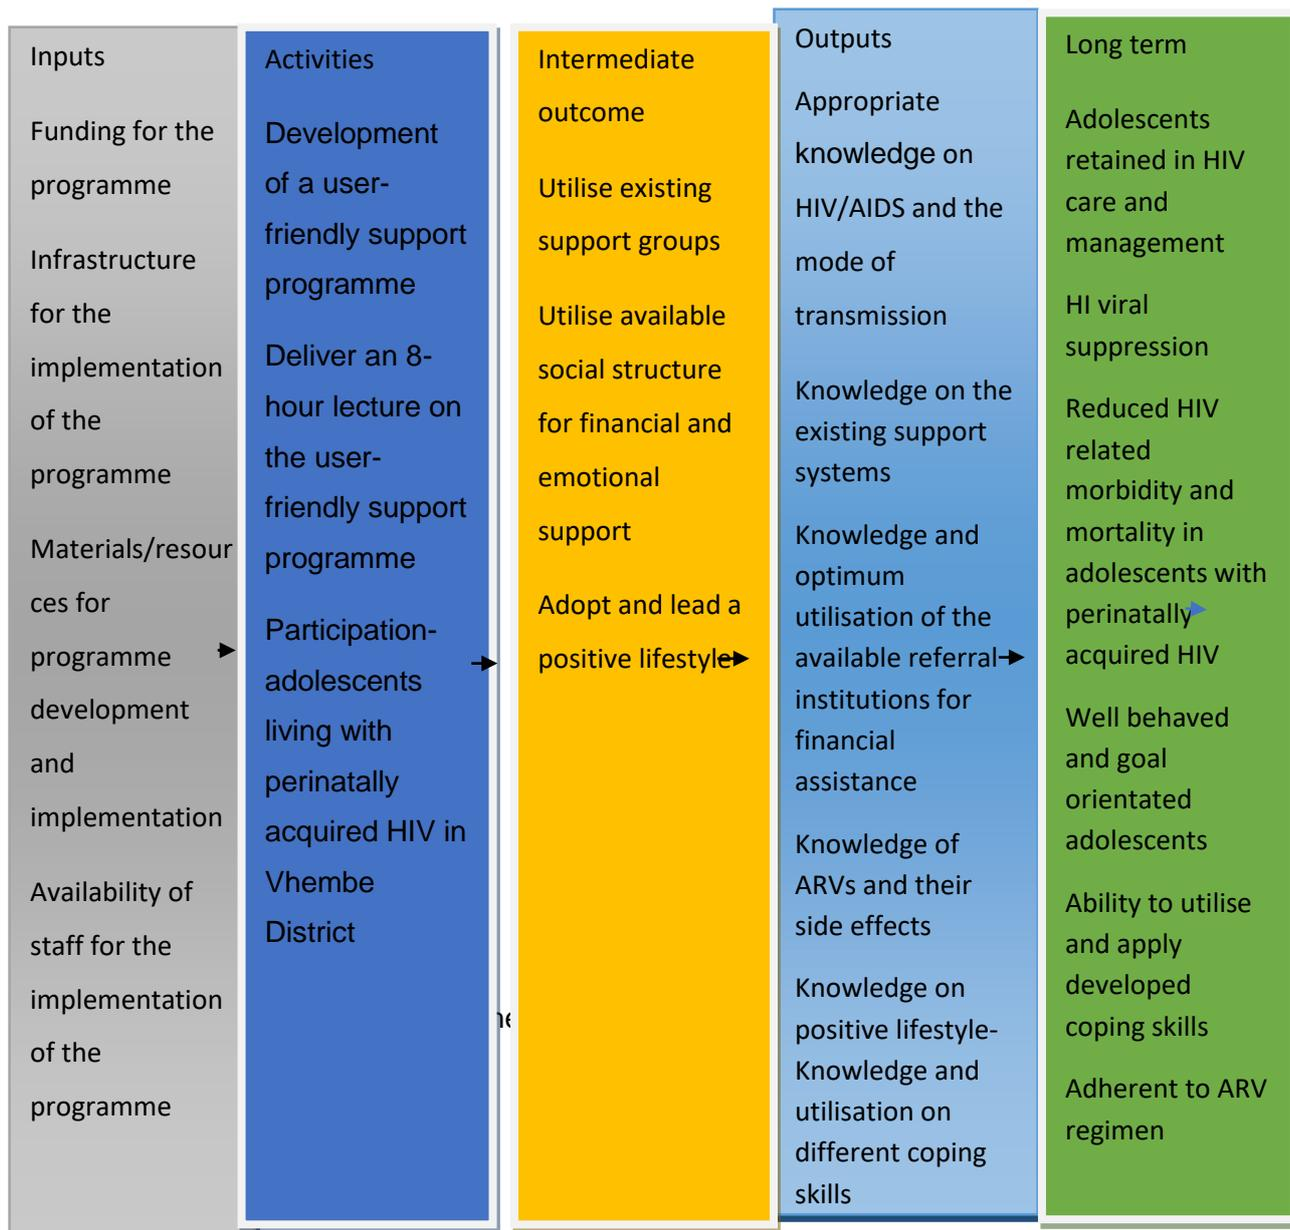 Inputs
Funding for the
programme
Infrastructure
for the
implementation
of the
programme
Materials/resour
ces for
programme
development
and
implementation
Availability of
staff for the
implementation
of the
programme
Activities
Development
of a user-
friendly support
programme
Deliver an 8-
hour lecture on
the user-
friendly support
programme
Participation-
adolescents
living with
perinatally
acquired HIV in
Vhembe
District
Intermediate
outcome
Utilise existing
support groups
Utilise available
social structure
for financial and
emotional
support
Adopt and lead a
positive lifestyle
Outputs
Appropriate
knowledge on
HIV/AIDS and the
mode of
transmission
Knowledge on the
existing support
systems
Knowledge and
optimum
utilisation of the
available referral
institutions for
financial
assistance
Knowledge of
ARVs and their
side effects
Knowledge on
positive lifestyle-
Knowledge and
utilisation on
different coping
skills
Long term
Adolescents
retained in HIV
care and
management
HI viral
suppression
Reduced HIV
related
morbidity and
mortality in
adolescents with
perinatally
acquired HIV
Well behaved
and goal
orientated
adolescents
Ability to utilise
and apply
developed
coping skills
Adherent to ARV
regimen